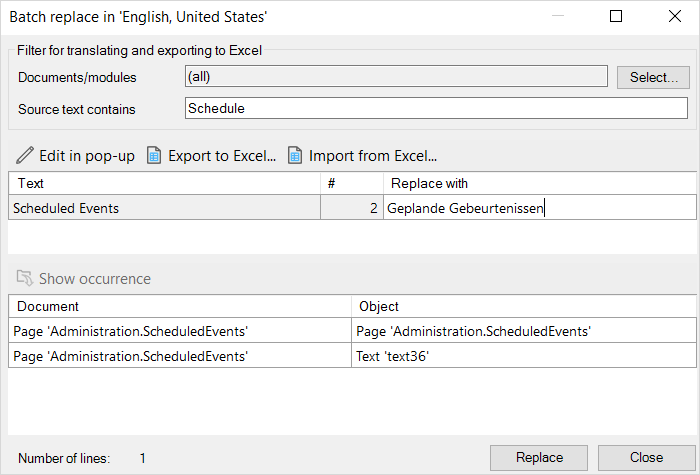 Batch replace in 'English, United States'
Filter for translating and exporting to Excel
Documents/modules (all) Select...
Source text contains Schedule
Edit in pop-up Export to Excel... Import from Excel...
Text # Replace with
Scheduled Events 2 Geplande Gebeurtenissen
Show occurrence
Document Object
Page 'Administration.ScheduledEvents' Page 'Administration.ScheduledEvents'
Page 'Administration.ScheduledEvents' Text 'text36'
Number of lines: 1 Replace Close